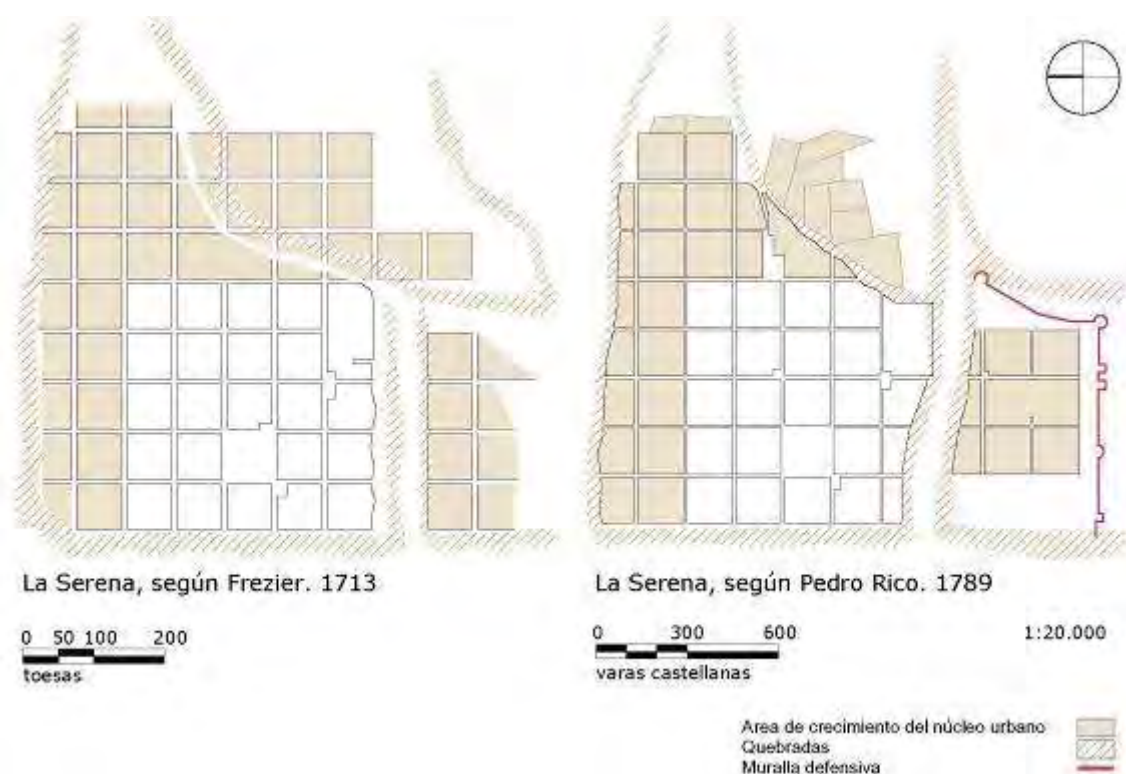 La Serena, según Frezier. 1713
0 50 100 200
toesas
La Serena, según Pedro Rico. 1789
0 300 600
varas castellanas
1:20.000
Area de crecimiento del núcleo urbano
Quebradas
Muralla defensiva